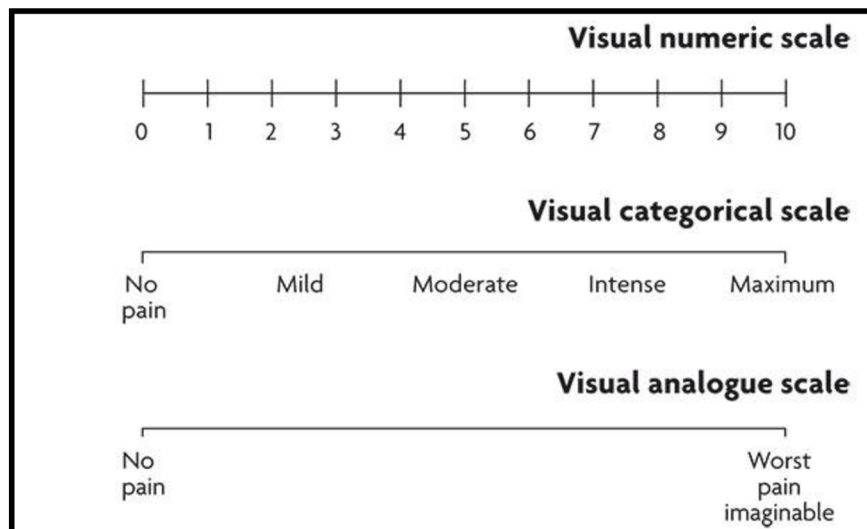 Visual numeric scale
0 1 2 3 4 5 6 7 8 9 10
Visual categorical scale
No pain Mild Moderate Intense Maximum
Visual analogue scale
No pain Worst pain imaginable